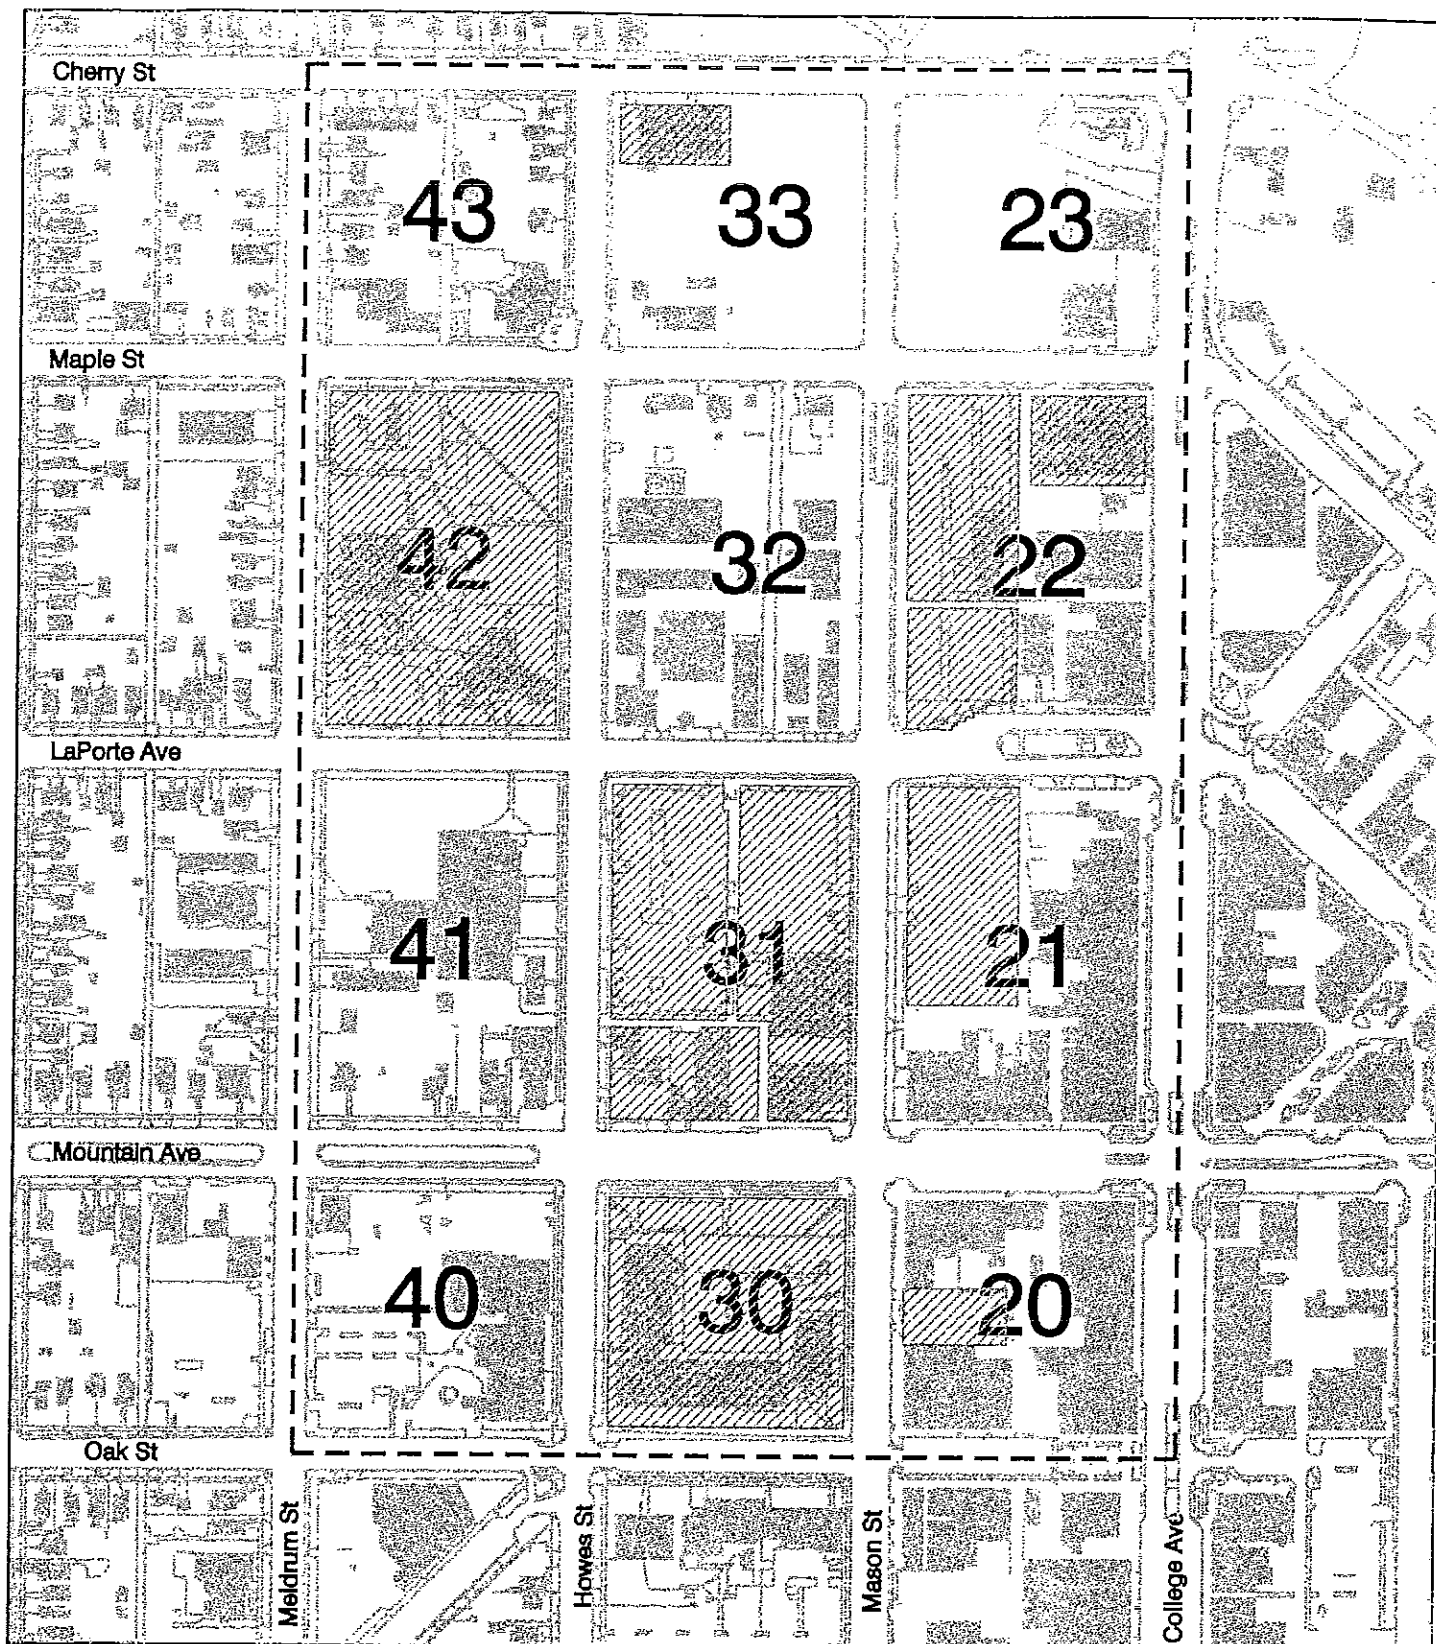 Cherry St
43 33 23
Maple St
42 32 22
LaPorte Ave
41 31 21
Mountain Ave
40 30 20
Oak St
Meldrum St
Howes St
Mason St
College Ave